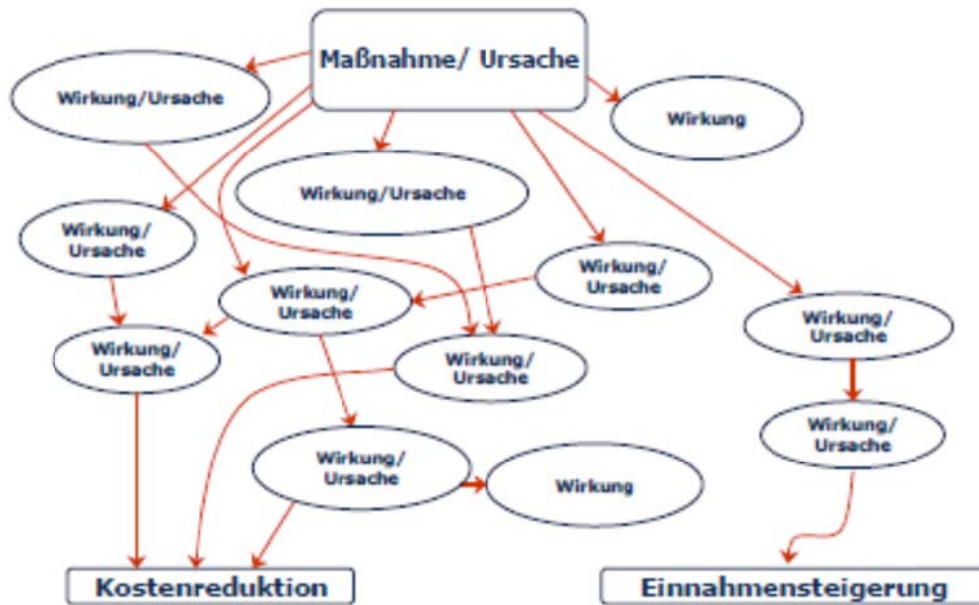 Maßnahme/ Ursache
Wirkung/Ursache
Wirkung
Wirkung/Ursache
Wirkung/
Ursache
Wirkung/
Ursache
Wirkung/
Ursache
Wirkung/
Ursache
Wirkung/
Ursache
Wirkung/
Ursache
Wirkung/
Ursache
Wirkung/
Ursache
Wirkung
Kostenreduktion
Einnahmensteigerung